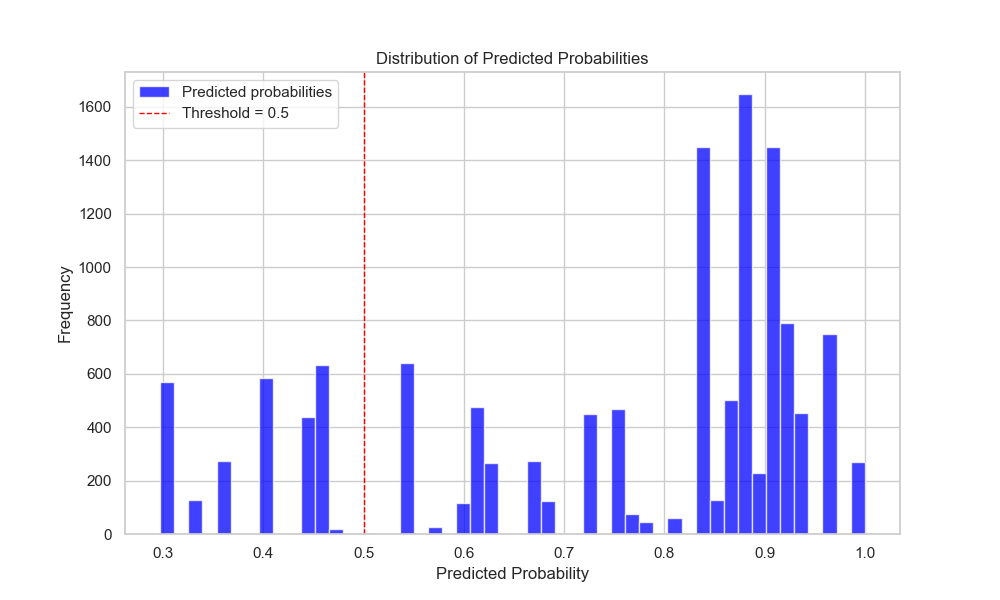 Distribution of Predicted Probabilities
Predicted probabilities
Threshold = 0.5
Frequency
1600
1400
1200
1000
800
600
400
200
0
0.3 0.4 0.5 0.6 0.7 0.8 0.9 1.0
Predicted Probability